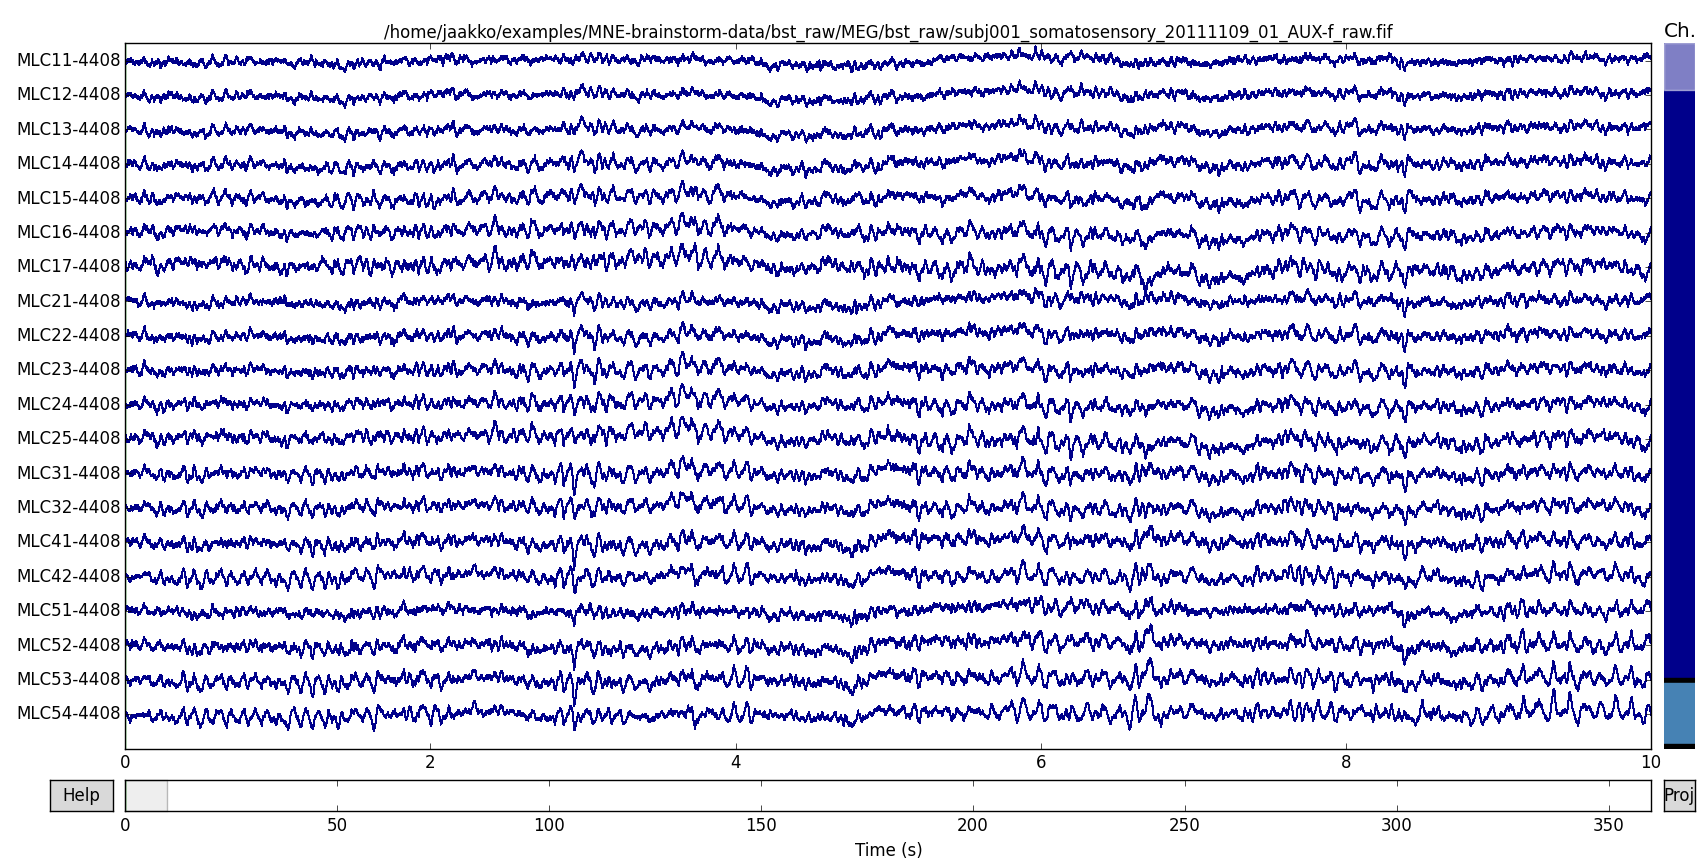 /home/jaakko/examples/MNE-brainstorm-data/bst_raw/MEG/bst_raw/subj001_somatosensory_20111109_01_AUX-f_raw.fif
Ch.
MLC11-4408
MLC12-4408
MLC13-4408
MLC14-4408
MLC15-4408
MLC16-4408
MLC17-4408
MLC21-4408
MLC22-4408
MLC23-4408
MLC24-4408
MLC25-4408
MLC31-4408
MLC32-4408
MLC41-4408
MLC42-4408
MLC51-4408
MLC52-4408
MLC53-4408
MLC54-4408
0 2 4 6 8 10
Help
Proj
0 50 100 150 200 250 300 350
Time (s)